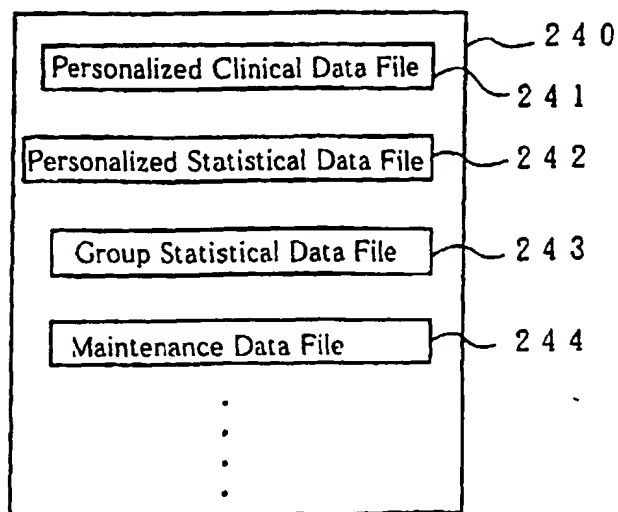 240
Personalized Clinical Data File
241
Personalized Statistical Data File 242
Group Statistical Data File 243
Maintenance Data File 244